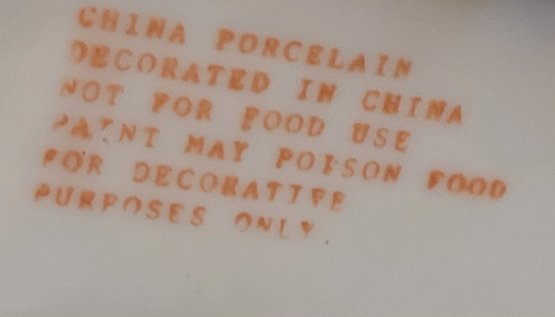 CHINA PORCELAIN
DECORATED IN CHINA
NOT FOR FOOD USE
PAINT MAY POISON FOOD
FOR DECORATIVE
PURPOSES ONLY.